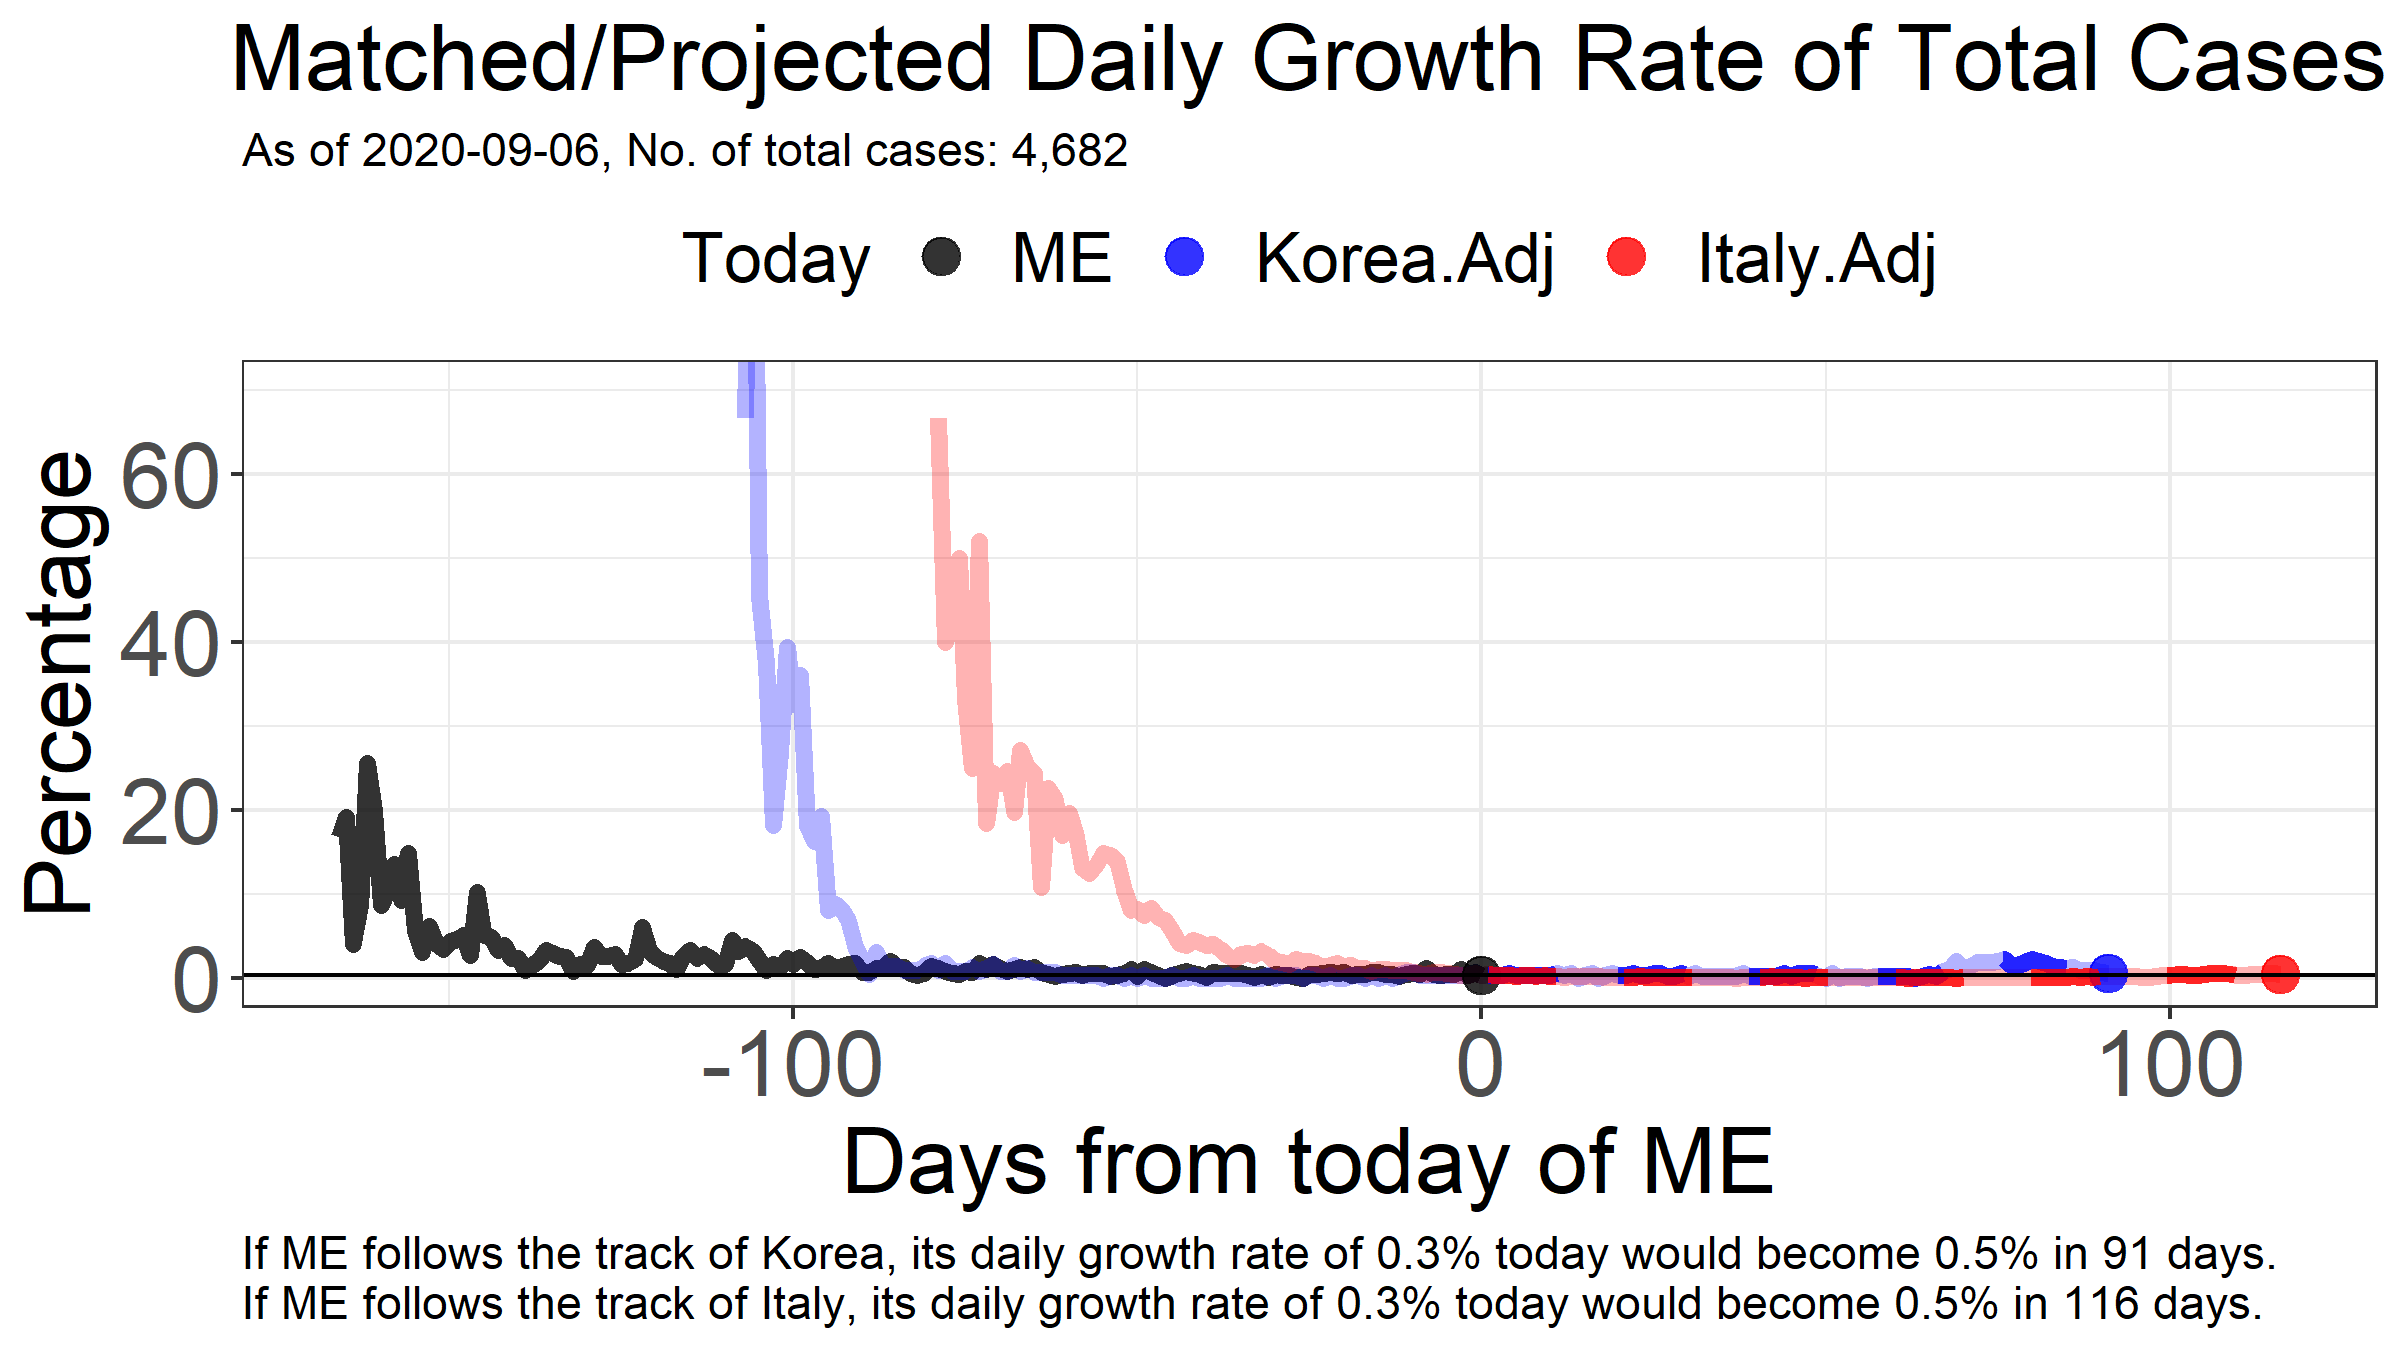 Matched/Projected Daily Growth Rate of Total Cases
As of 2020-09-06, No. of total cases: 4,682
Today ME Korea.Adj Italy.Adj
Percentage
60
40
20
0
-100 0 100
Days from today of ME
If ME follows the track of Korea, its daily growth rate of 0.3% today would become 0.5% in 91 days.
If ME follows the track of Italy, its daily growth rate of 0.3% today would become 0.5% in 116 days.